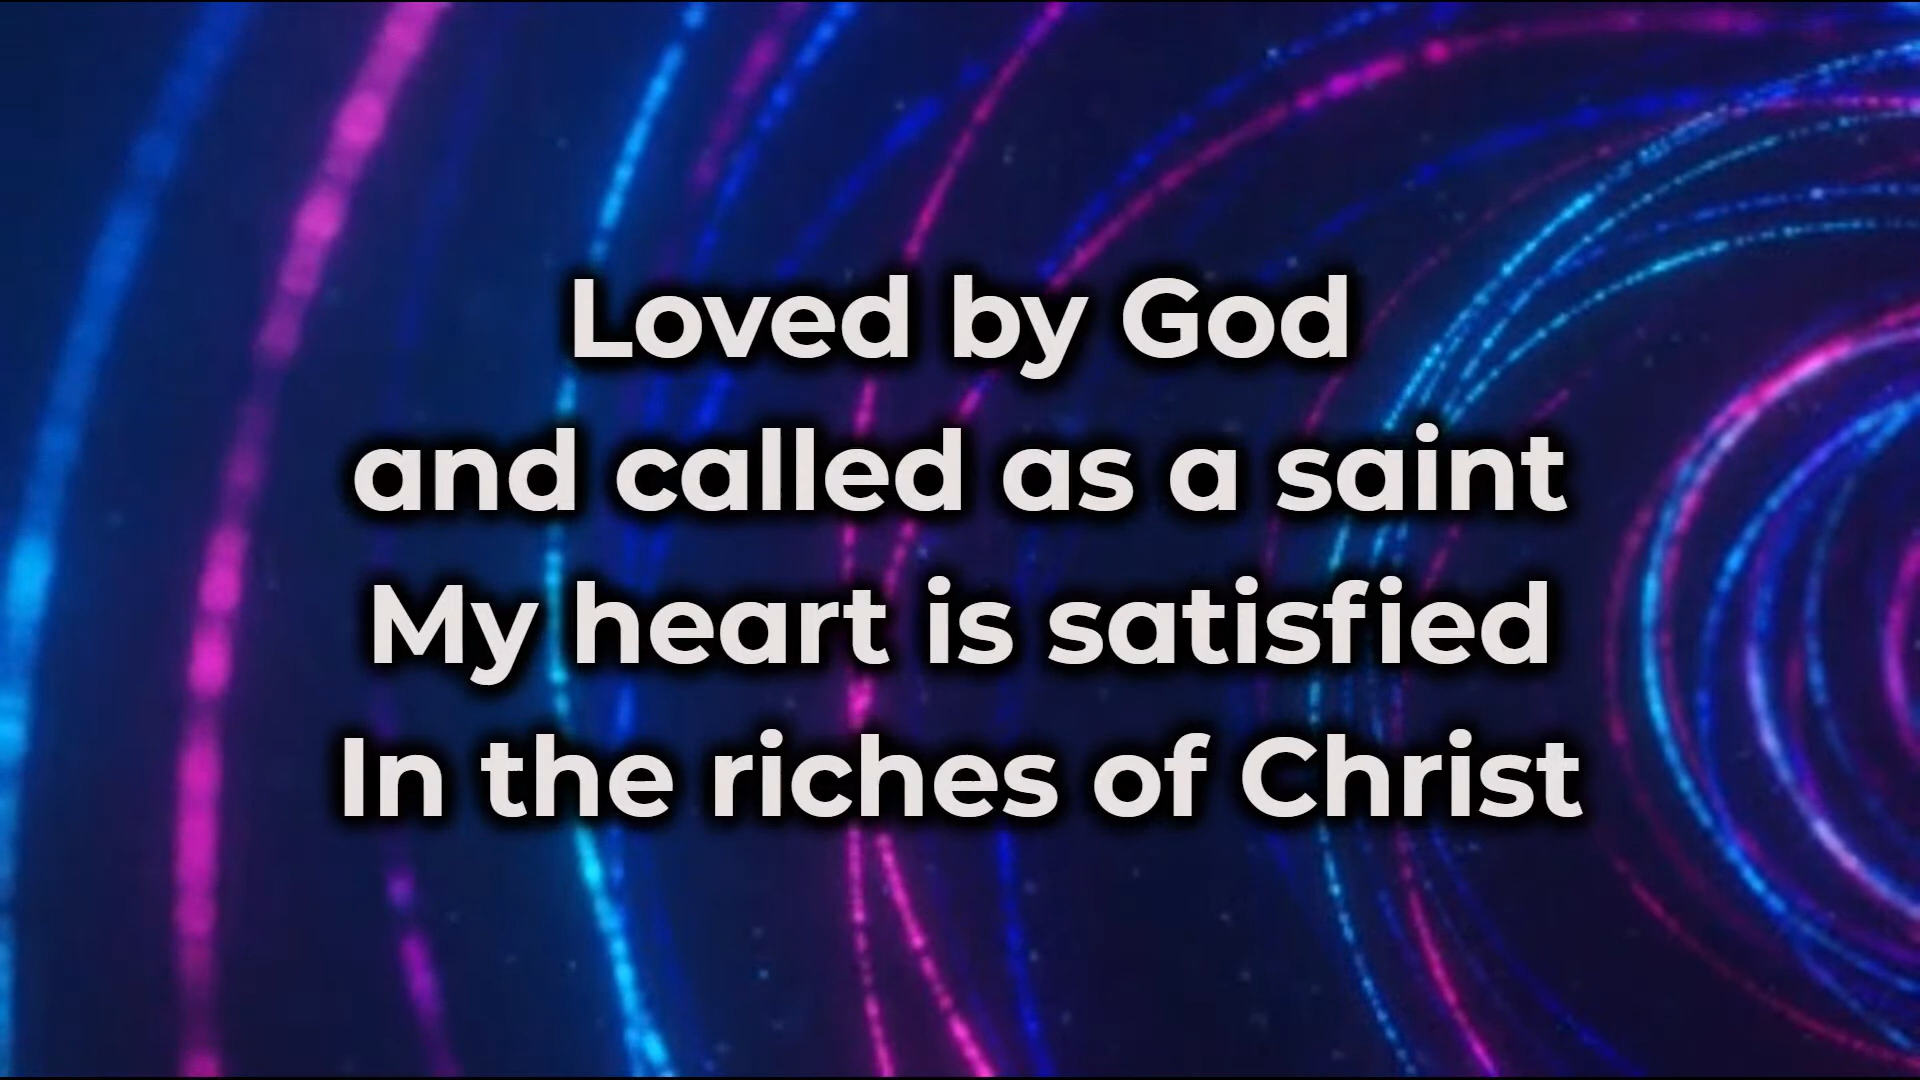 Loved by God
and called as a saint
My heart is satisfied
In the riches of Christ